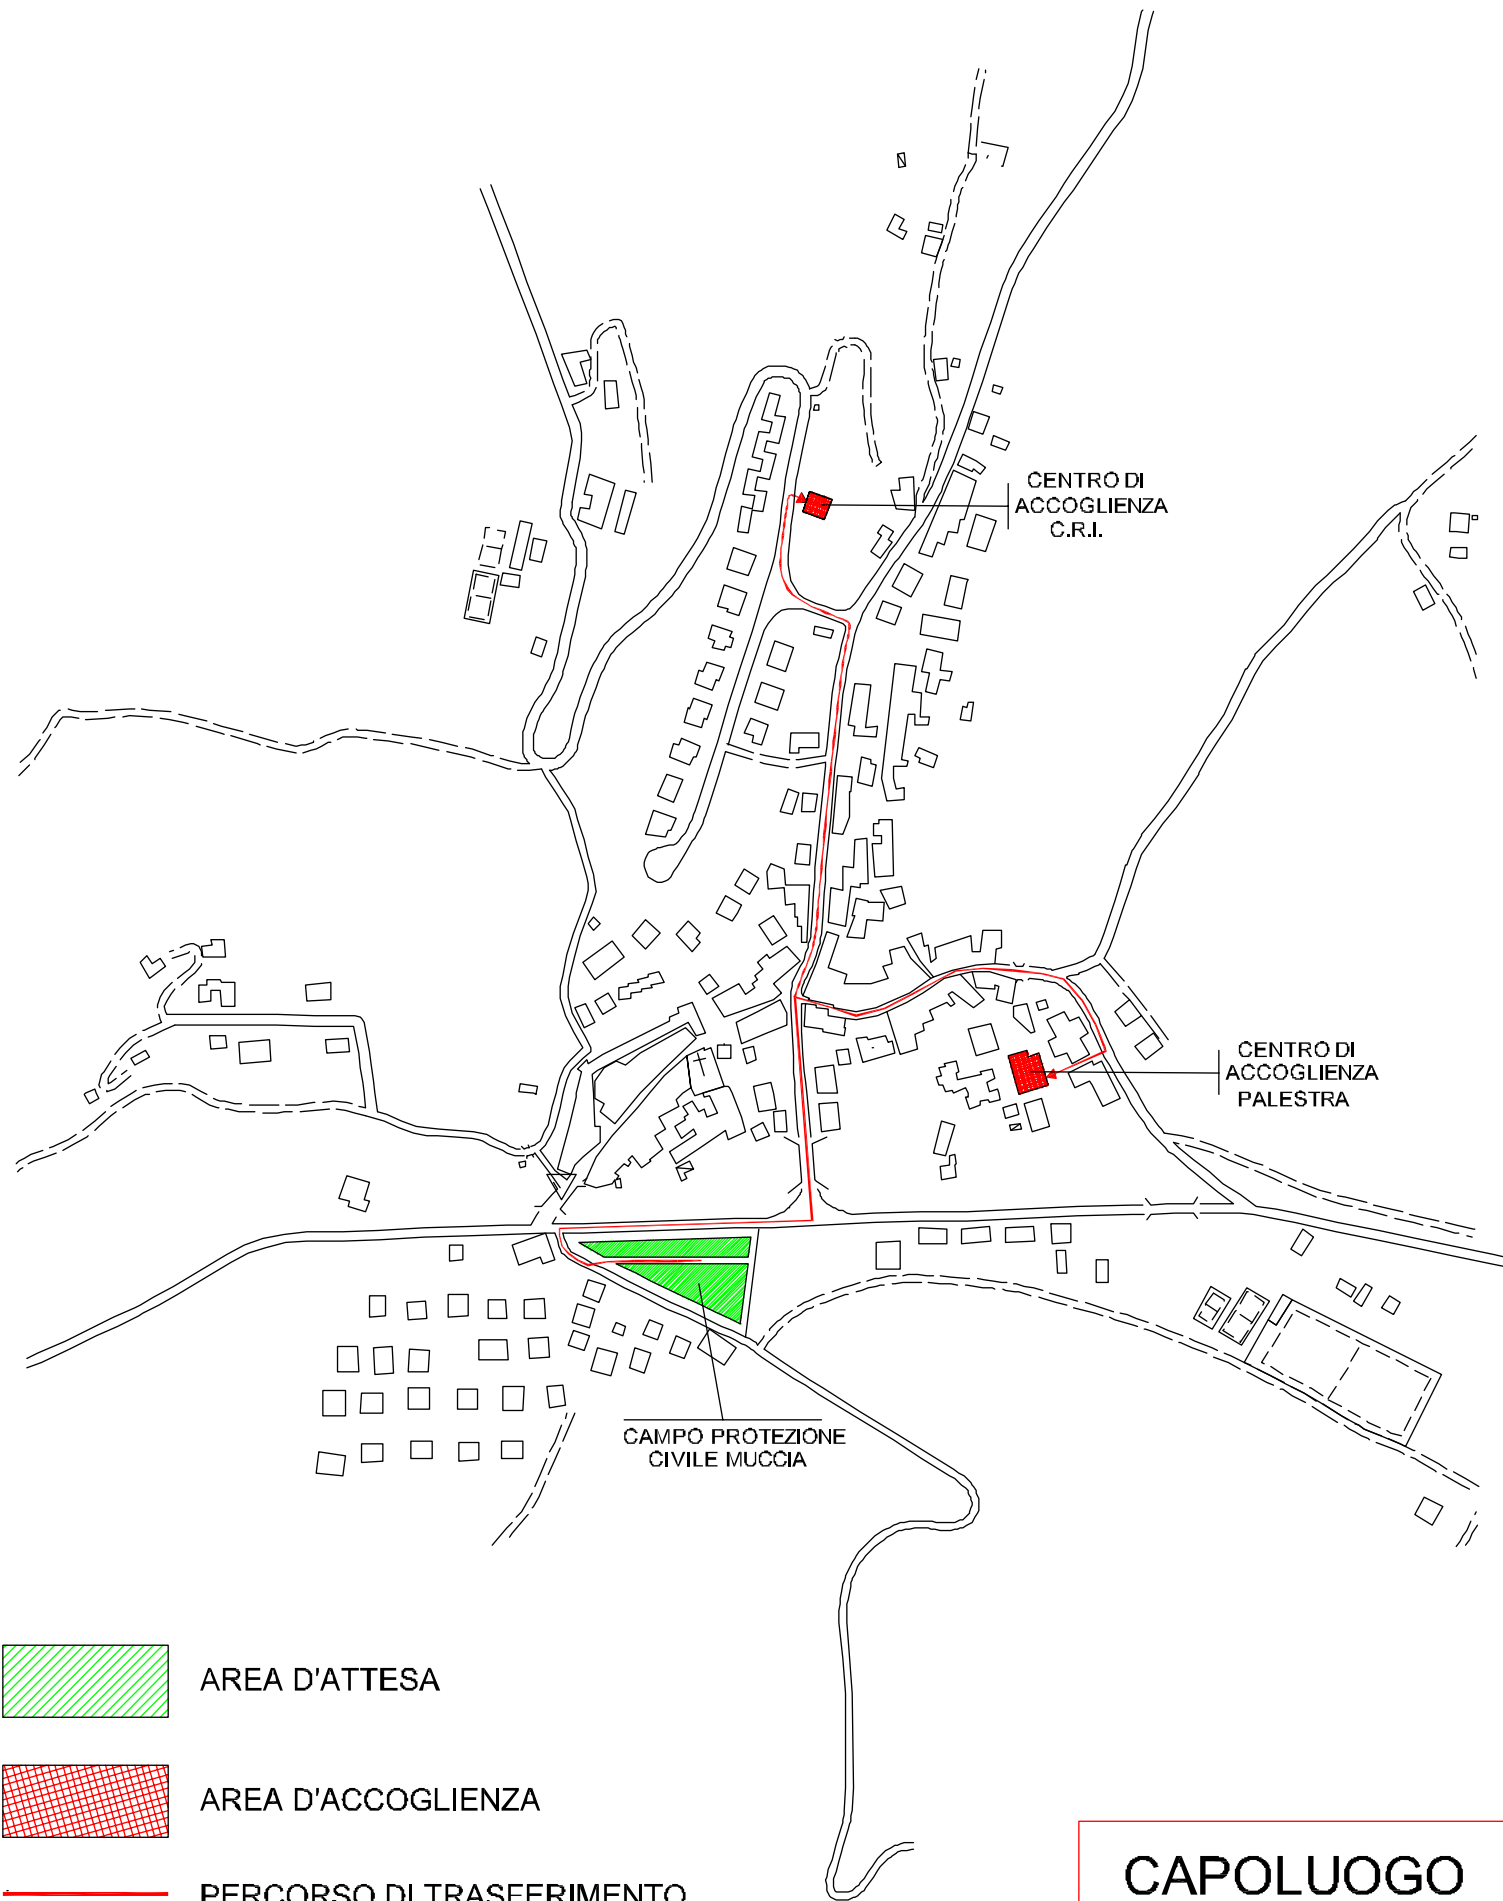 CENTRO DI
ACCOGLIENZA
C.R.I.
CENTRO DI
ACCOGLIENZA
PALESTRA
CAMPO PROTEZIONE
CIVILE MUCCIA
AREA D'ATTESA
AREA D'ACCOGLIENZA
PERCORSO DI TRASFERIMENTO
CAPOLUOGO